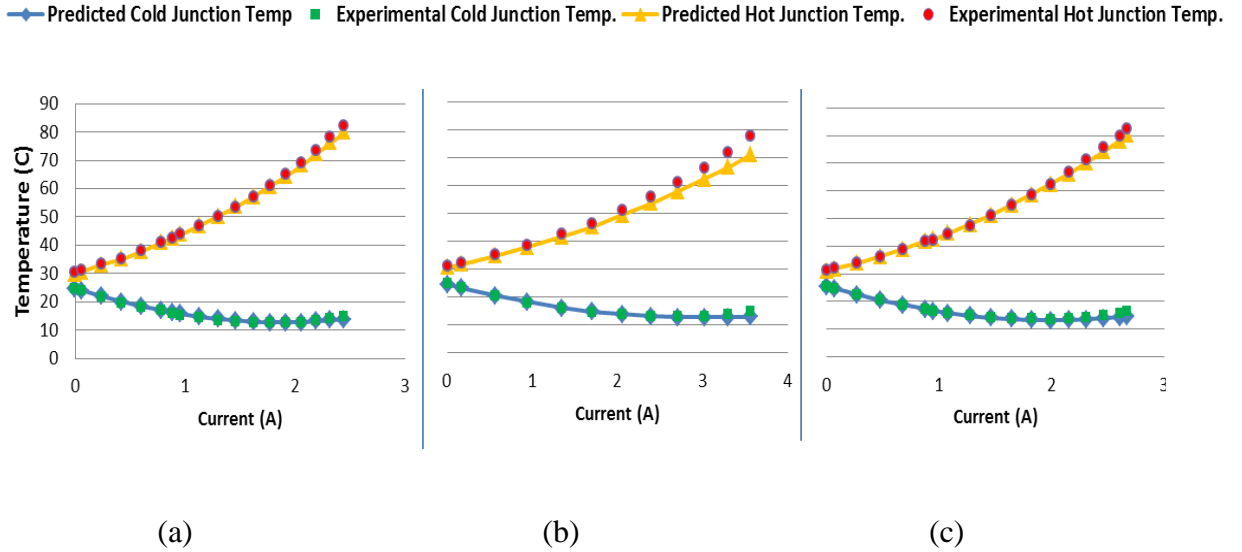 Predicted Cold Junction Temp Experimental Cold Junction Temp. Predicted Hot Junction Temp. Experimental Hot Junction Temp.
Temperature (C)
90
80
70
60
50
40
30
20
10
0
0 1 2 3
Current (A)
0 1 2 3 4
Current (A)
0 1 2 3
Current (A)
(a) (b) (c)